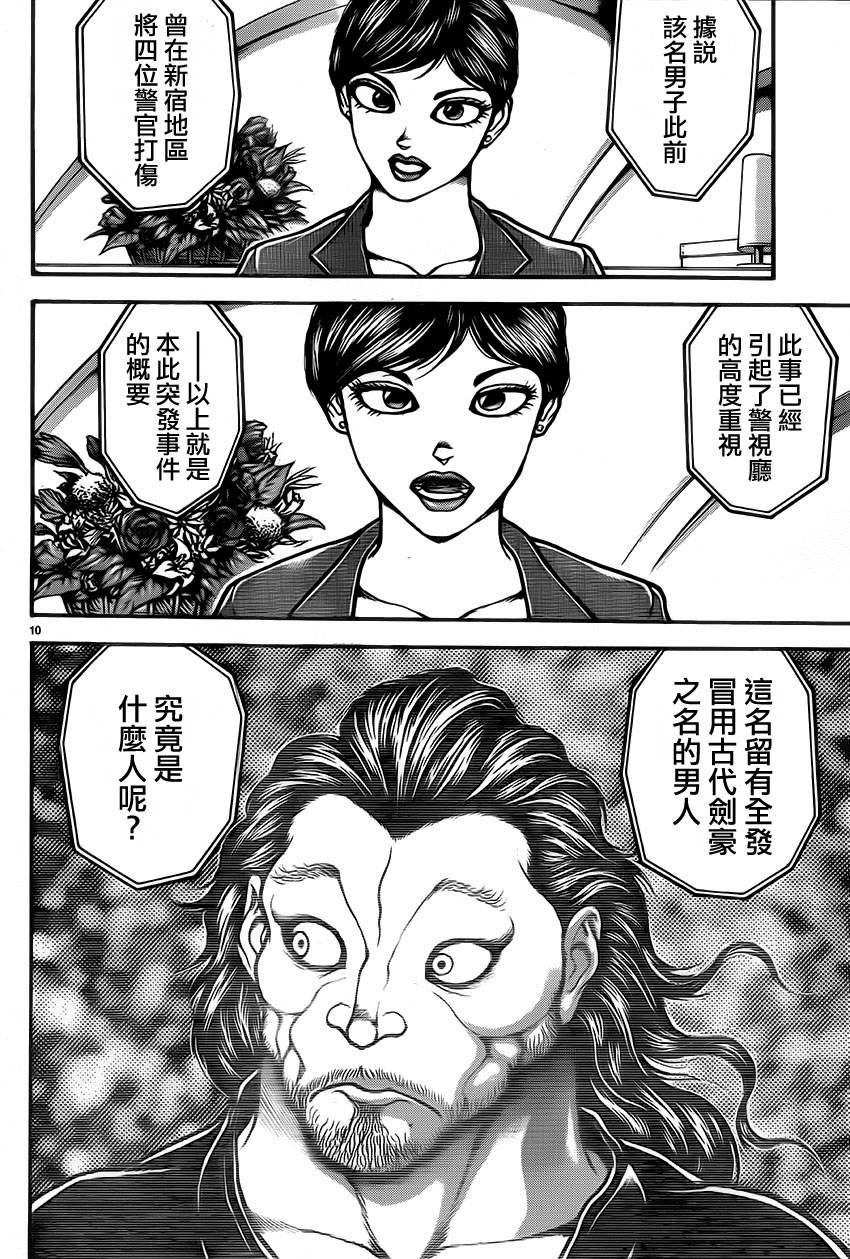 據說
該名男子此前
曾在新宿地區
將四位警官打傷
此事已經
引起了警視廳
的高度重視
——以上就是
本此突發事件
的概要
10
這名留有全發
冒用古代劍豪
之名的男人
究竟是
什麼人呢？